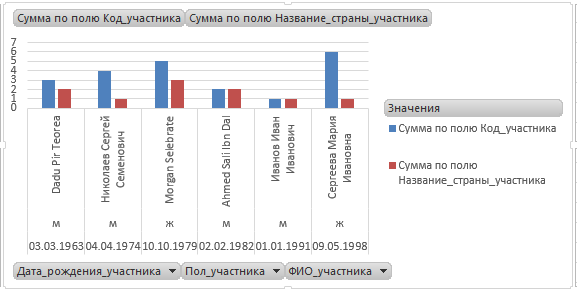 Сумма по полю Код_участника Сумма по полю Название_страны_участника
7
6
5
4
3
2
1
0
Dadu Pir Teorea
Николаев Сергей
Семенович
Morgan Selebrate
Ahmed Sali Ibn Dal
Иванов Иван
Иванович
Сергеева Мария
Ивановна
м м ж м м ж
03.03.1963 04.04.1974 10.10.1979 02.02.1982 01.01.1991 09.05.1998
Значения
Сумма по полю Код_участника
Сумма по полю
Название_страны_участника
Дата_рождения_участника Пол_участника ФИО_участника